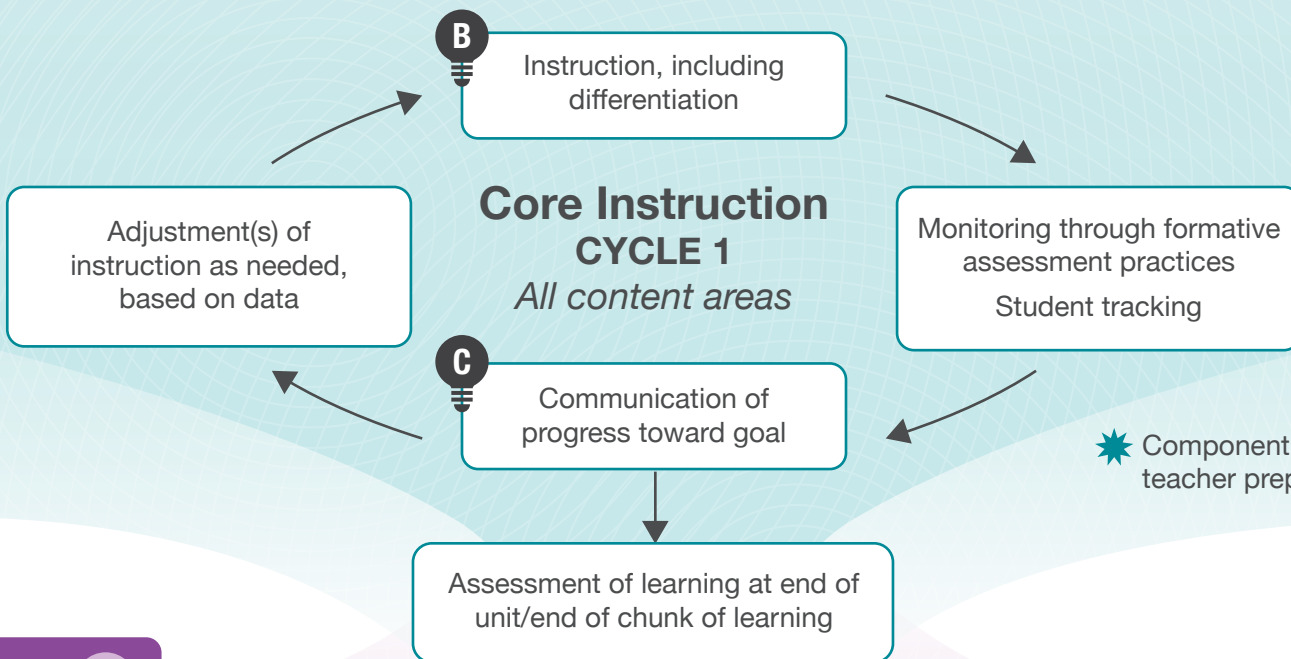 B
Instruction, including
differentiation
Core Instruction
CYCLE 1
All content areas
Adjustment(s) of
instruction as needed,
based on data
Monitoring through formative
assessment practices
Student tracking
C
Communication of
progress toward goal
Component
teacher prep
Assessment of learning at end of
unit/end of chunk of learning